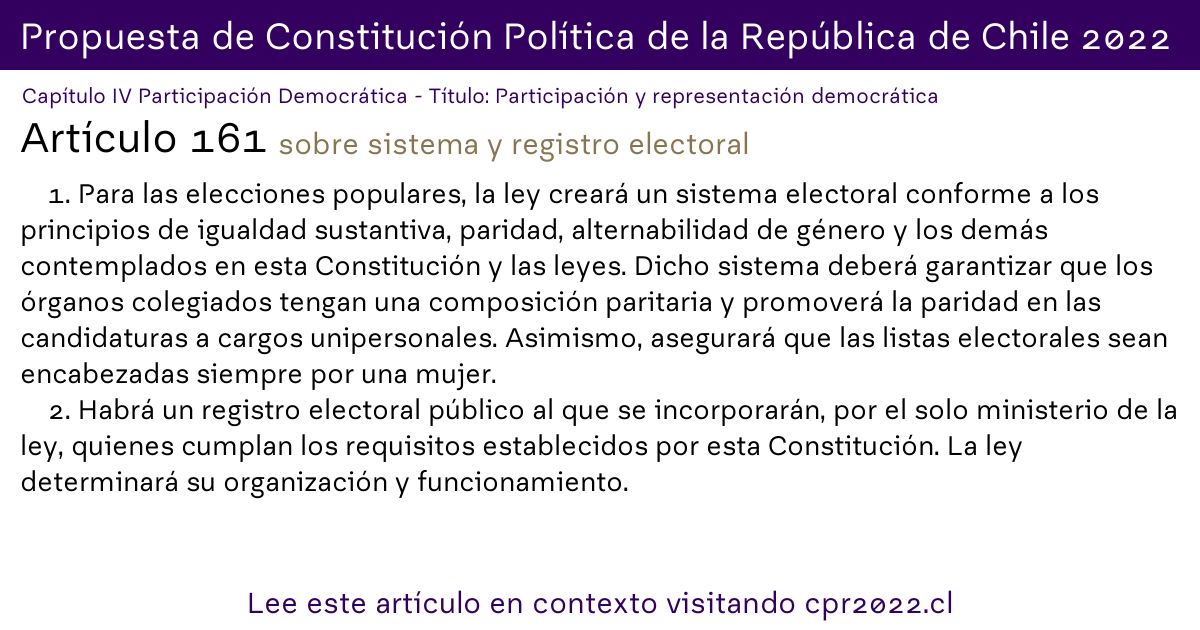 Propuesta de Constitución Política de la República de Chile 2022
Capítulo IV Participación Democrática - Título: Participación y representación democrática
Artículo 161 sobre sistema y registro electoral
1. Para las elecciones populares, la ley creará un sistema electoral conforme a los
principios de igualdad sustantiva, paridad, alternabilidad de género y los demás
contemplados en esta Constitución y las leyes. Dicho sistema deberá garantizar que los
órganos colegiados tengan una composición paritaria y promoverá la paridad en las
candidaturas a cargos unipersonales. Asimismo, asegurará que las listas electorales sean
encabezadas siempre por una mujer.
2. Habrá un registro electoral público al que se incorporarán, por el solo ministerio de la
ley, quienes cumplan los requisitos establecidos por esta Constitución. La ley
determinará su organización y funcionamiento.
Lee este artículo en contexto visitando cpr2022.cl